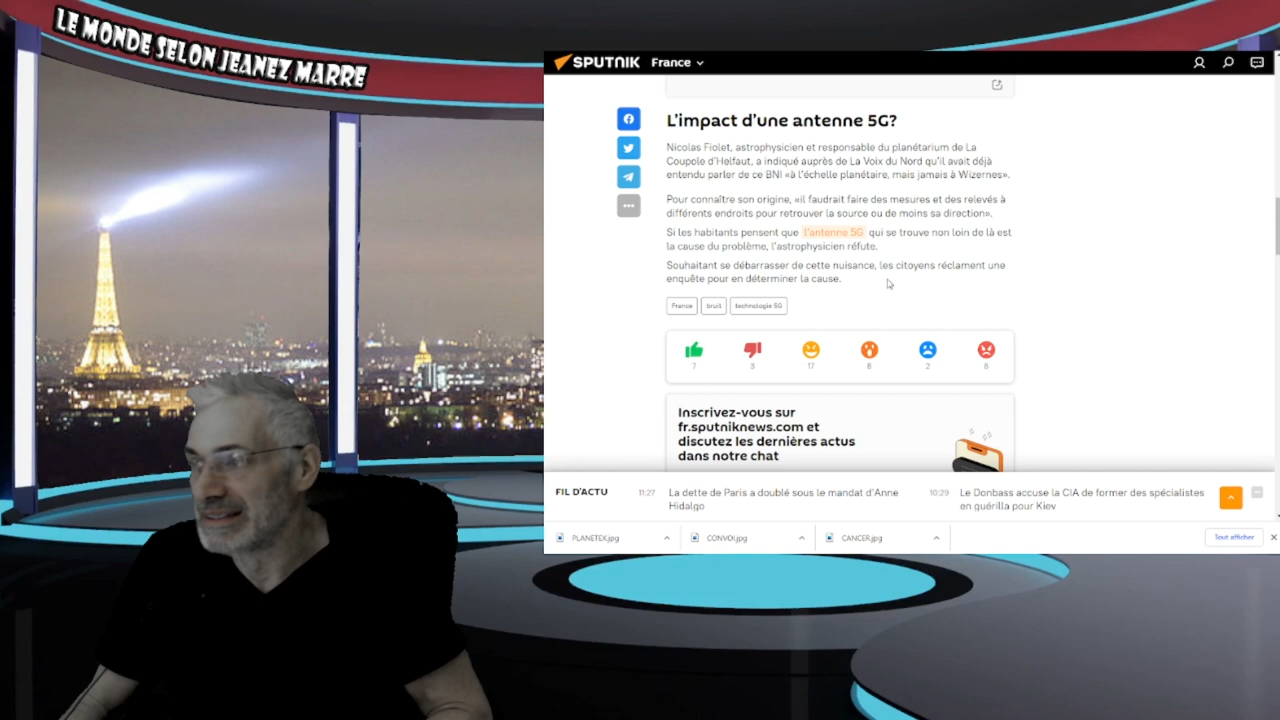 LE MONDE SELON JEANEZ MARRE
SPUTNIK France
L'impact d'une antenne 5G?
Nicolas Fiolet, astrophysicien et responsable du planétarium de La
Coupole d'Helfaut, a indiqué auprès de La Voix du Nord qu'il avait déjà
entendu parler de ce BNI «à l'échelle planétaire, mais jamais à Wizernes».
Pour connaître son origine, «il faudrait faire des mesures et des relevés à
différents endroits pour retrouver la source ou de moins sa direction».
Si les habitants pensent que l'antenne 5G qui se trouve non loin de là est
la cause du problème, l'astrophysicien réfute.
Souhaitant se débarrasser de cette nuisance, les citoyens réclament une
enquête pour en déterminer la cause.
France bruit technologie 5G
7 3 17 8 2 8
Inscrivez-vous sur
fr.sputniknews.com et
discutez les dernières actus
dans notre chat
FIL D'ACTU
11:27 La dette de Paris a doublé sous le mandat d'Anne
Hidalgo
10:29 Le Donbass accuse la CIA de former des spécialistes
en guérilla pour Kiev
PLANETEX.jpg CONVOI.jpg CANCER.jpg Tout afficher